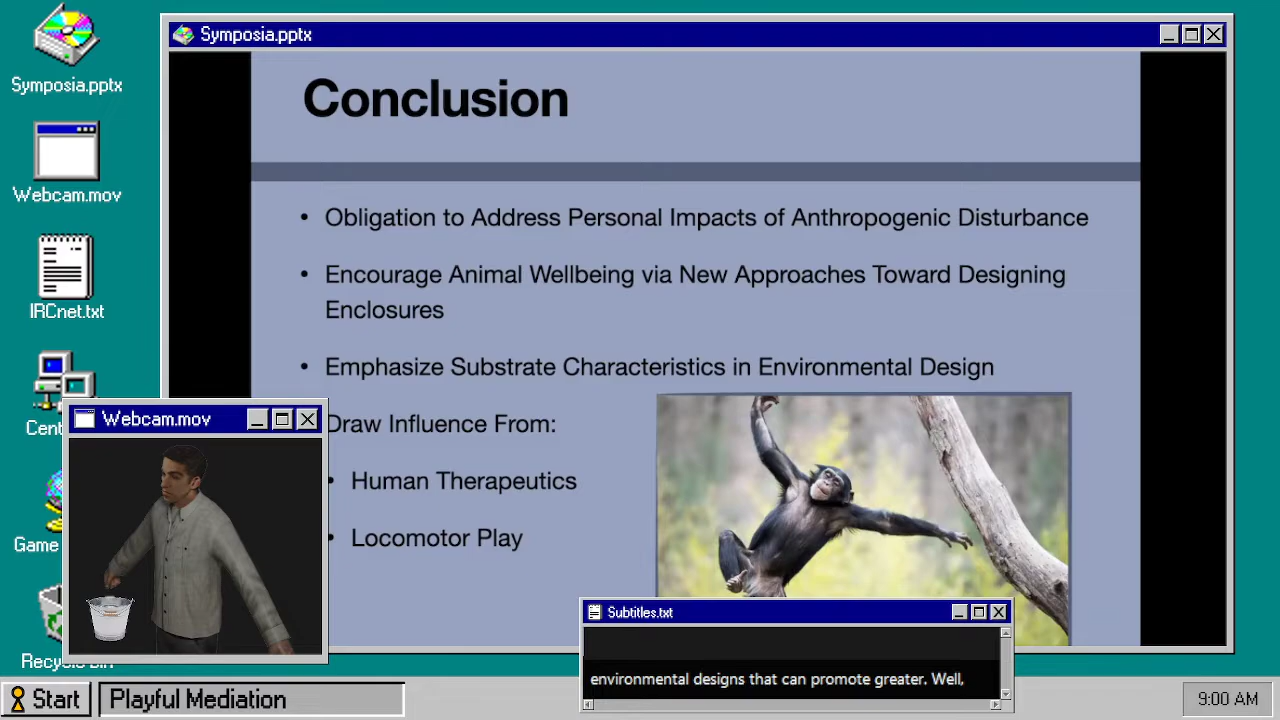 Symposia.pptx
Symposia.pptx
Webcam.mov
IRCnet.txt
Cent
Game
Recycle Bin
Conclusion
• Obligation to Address Personal Impacts of Anthropogenic Disturbance
• Encourage Animal Wellbeing via New Approaches Toward Designing
Enclosures
• Emphasize Substrate Characteristics in Environmental Design
Draw Influence From:
• Human Therapeutics
• Locomotor Play
Webcam.mov
Subtitles.txt
environmental designs that can promote greater. Well,
Start
Playful Mediation
9:00 AM